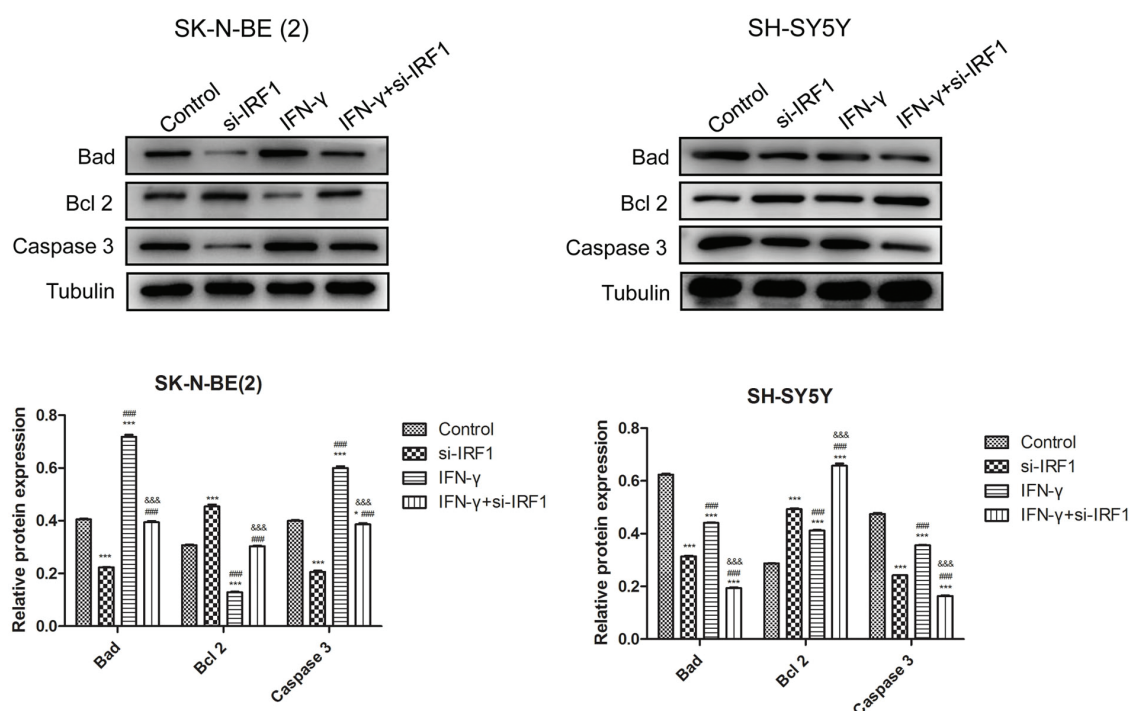 SK-N-BE (2)
Control si-IRF1 IFN-γ IFN-γ+si-IRF1
Bad
Bcl 2
Caspase 3
Tubulin
SH-SY5Y
Control si-IRF1 IFN-γ IFN-γ+si-IRF1
Bad
Bcl 2
Caspase 3
Tubulin
SK-N-BE(2)
Relative protein expression
0.8
0.6
0.4
0.2
0.0
***
###
***
***
###
***
&&&
###
***
###
***
&&&
###
&&&
* ###
Bad
Bcl 2
Caspase 3
Control
si-IRF1
IFN-γ
IFN-γ+si-IRF1
SH-SY5Y
Relative protein expression
0.8
0.6
0.4
0.2
0.0
***
###
***
&&&
###
***
***
###
***
&&&
###
***
***
###
***
&&&
###
***
Bad
Bcl 2
Caspase 3
Control
si-IRF1
IFN-γ
IFN-γ+si-IRF1